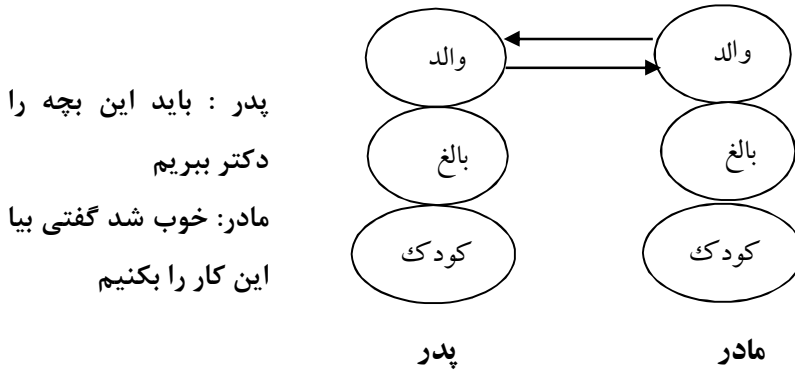 پدر : باید این بچه را
دکتر ببریم
مادر: خوب شد گفتی بیا
این کار را بکنیم
والد
والد
بالغ
بالغ
کودک
کودک
مادر
پدر